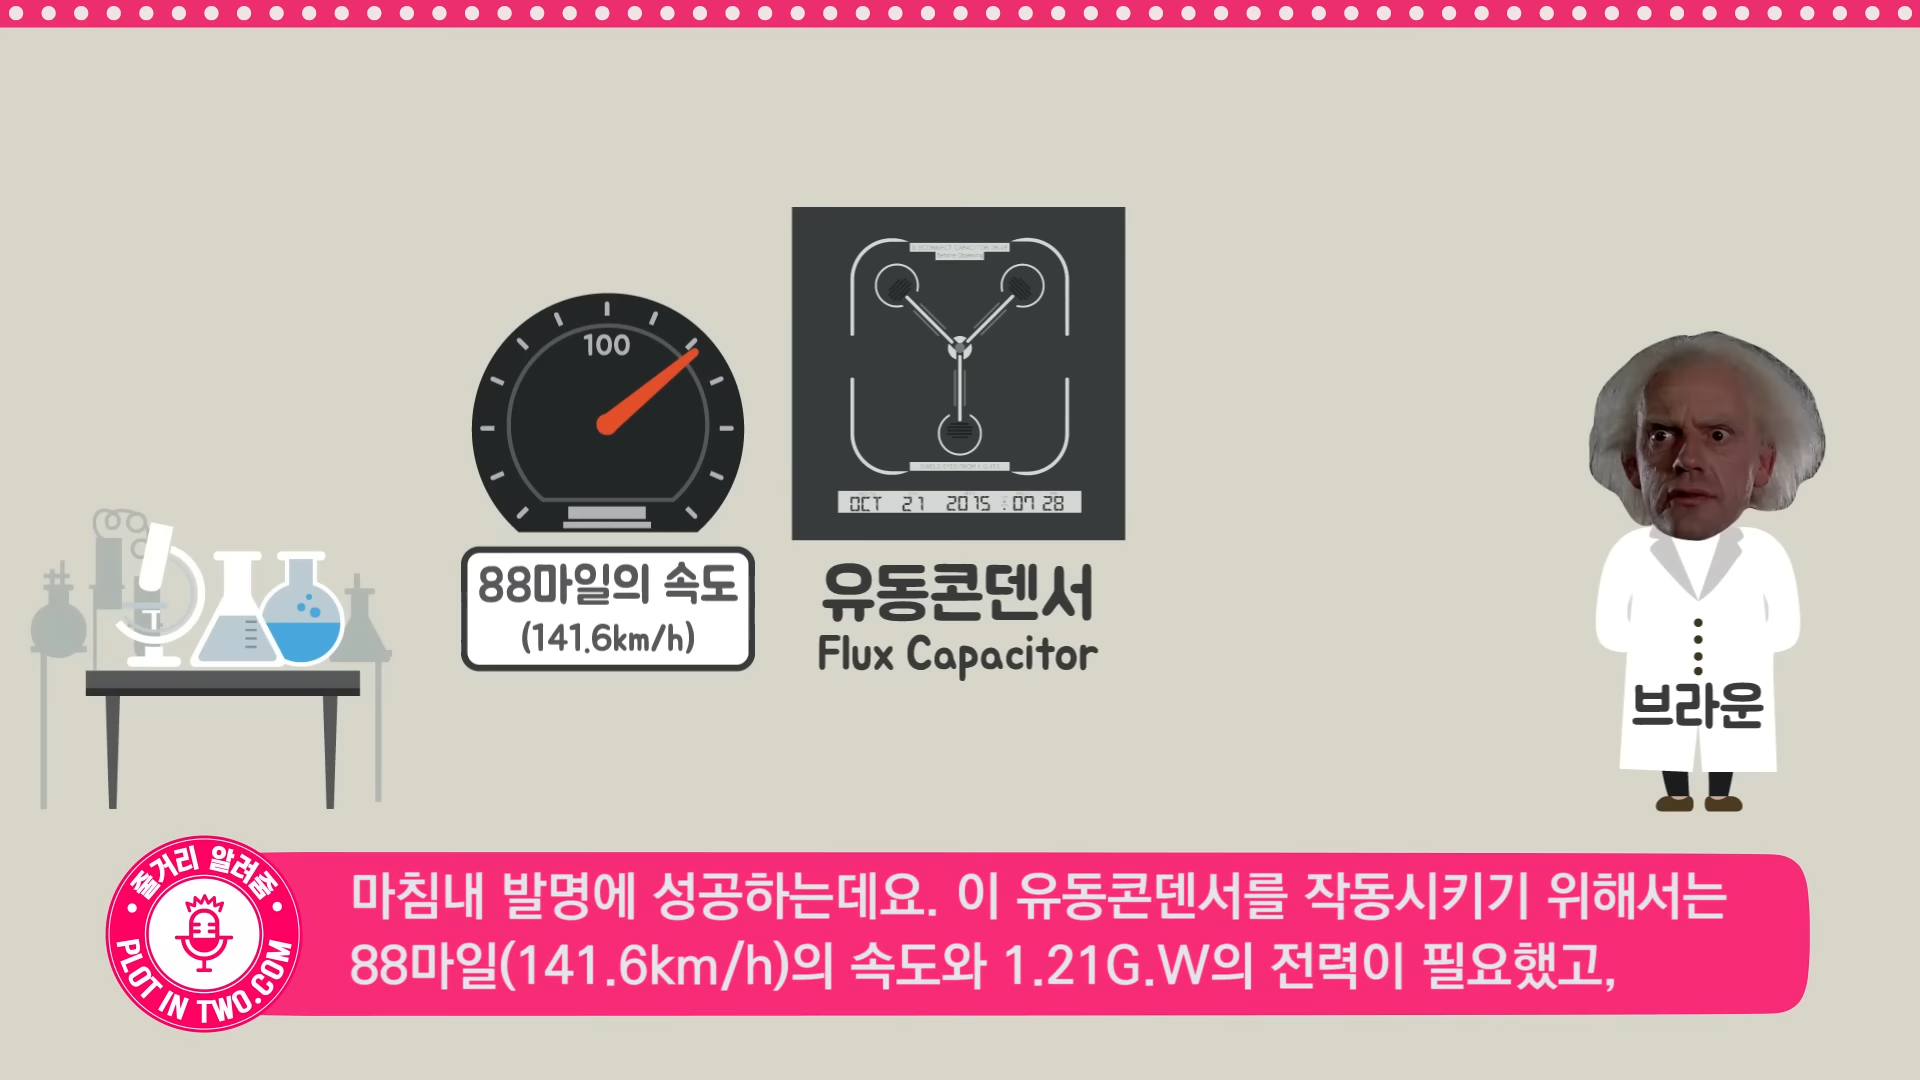 100
OCT 21 2015 : 07 28
88마일의 속도
(141.6km/h)
유동콘덴서
Flux Capacitor
브라운
줄거리 알려줌
PLOT IN TWO.COM
마침내 발명에 성공하는데요. 이 유동콘덴서를 작동시키기 위해서는
88마일(141.6km/h)의 속도와 1.21G.W의 전력이 필요했고,